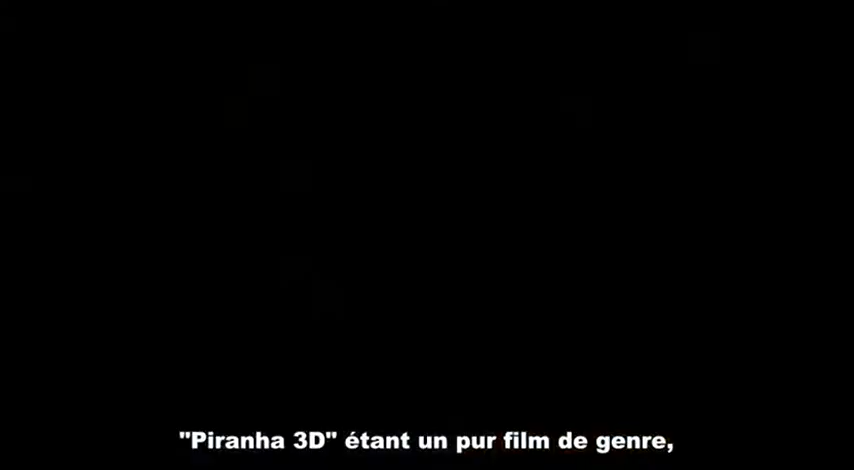 "Piranha 3D" étant un pur film de genre,